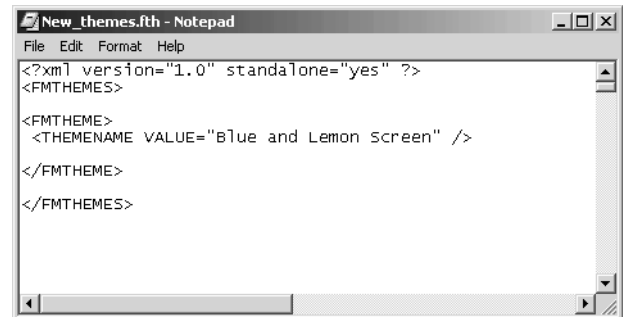 New_themes.fth - Notepad
File Edit Format Help
<?xml version="1.0" standalone="yes" ?>
<FMTHEMES>
<FMTHEME>
<THEMENAME VALUE="Blue and Lemon Screen" />
</FMTHEME>
</FMTHEMES>